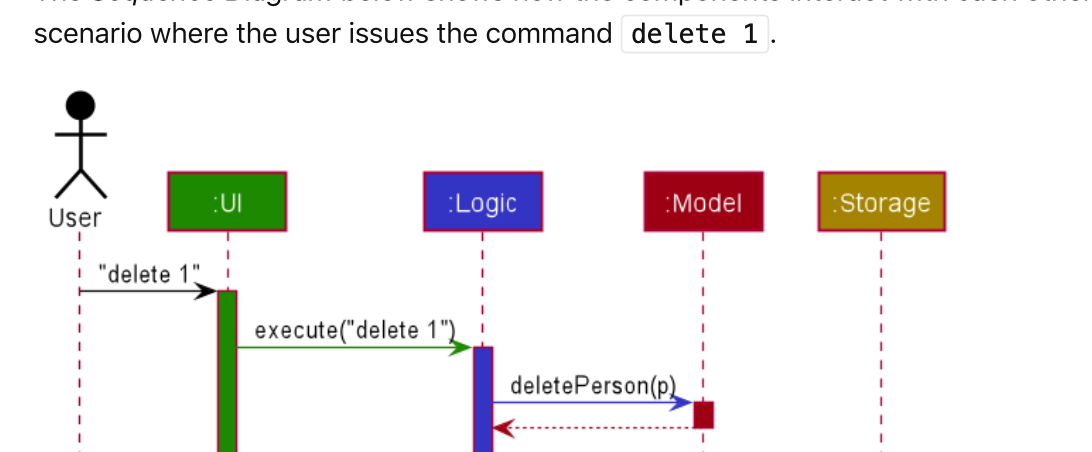 scenario where the user issues the command delete 1.
User
:UI
:Logic
:Model
:Storage
"delete 1"
execute("delete 1")
deletePerson(p)